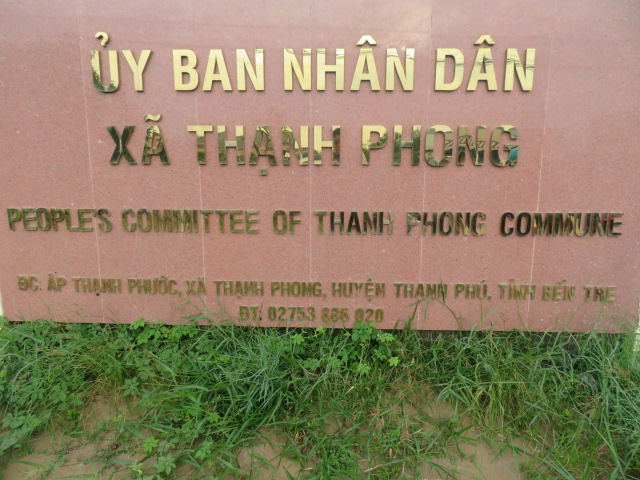 ỦY BAN NHÂN DÂN
XÃ THẠNH PHONG
PEOPLE'S COMMITTEE OF THANH PHONG COMMUNE
ĐC. ẤP THẠNH PHƯỚC, XÃ THẠNH PHONG, HUYỆN THẠNH PHÚ, TỈNH BẾN TRE
ĐT. 02753 886 020